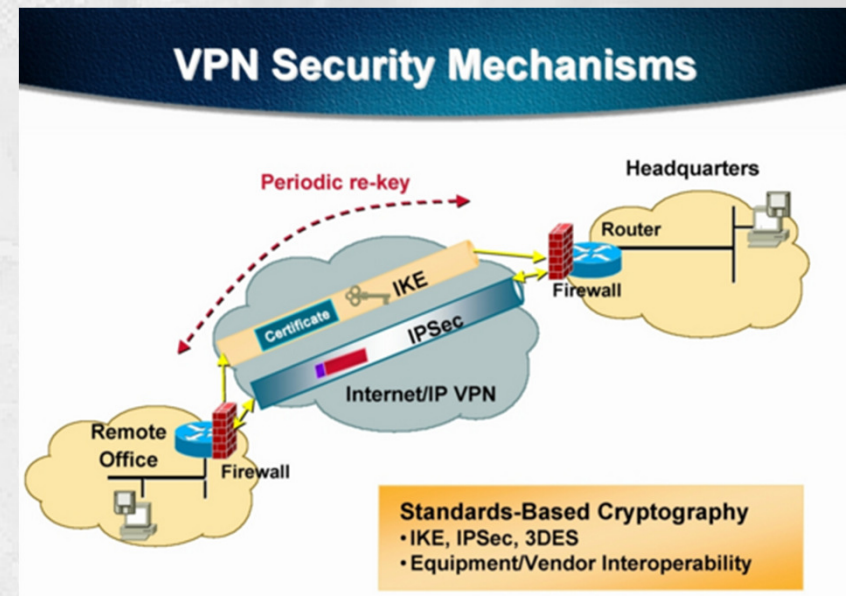 VPN Security Mechanisms
Periodic re-key
Headquarters
Router
Firewall
IKE
Certificate
IPSec
Internet/IP VPN
Remote
Office
Firewall
Standards-Based Cryptography
•IKE, IPSec, 3DES
•Equipment/Vendor Interoperability